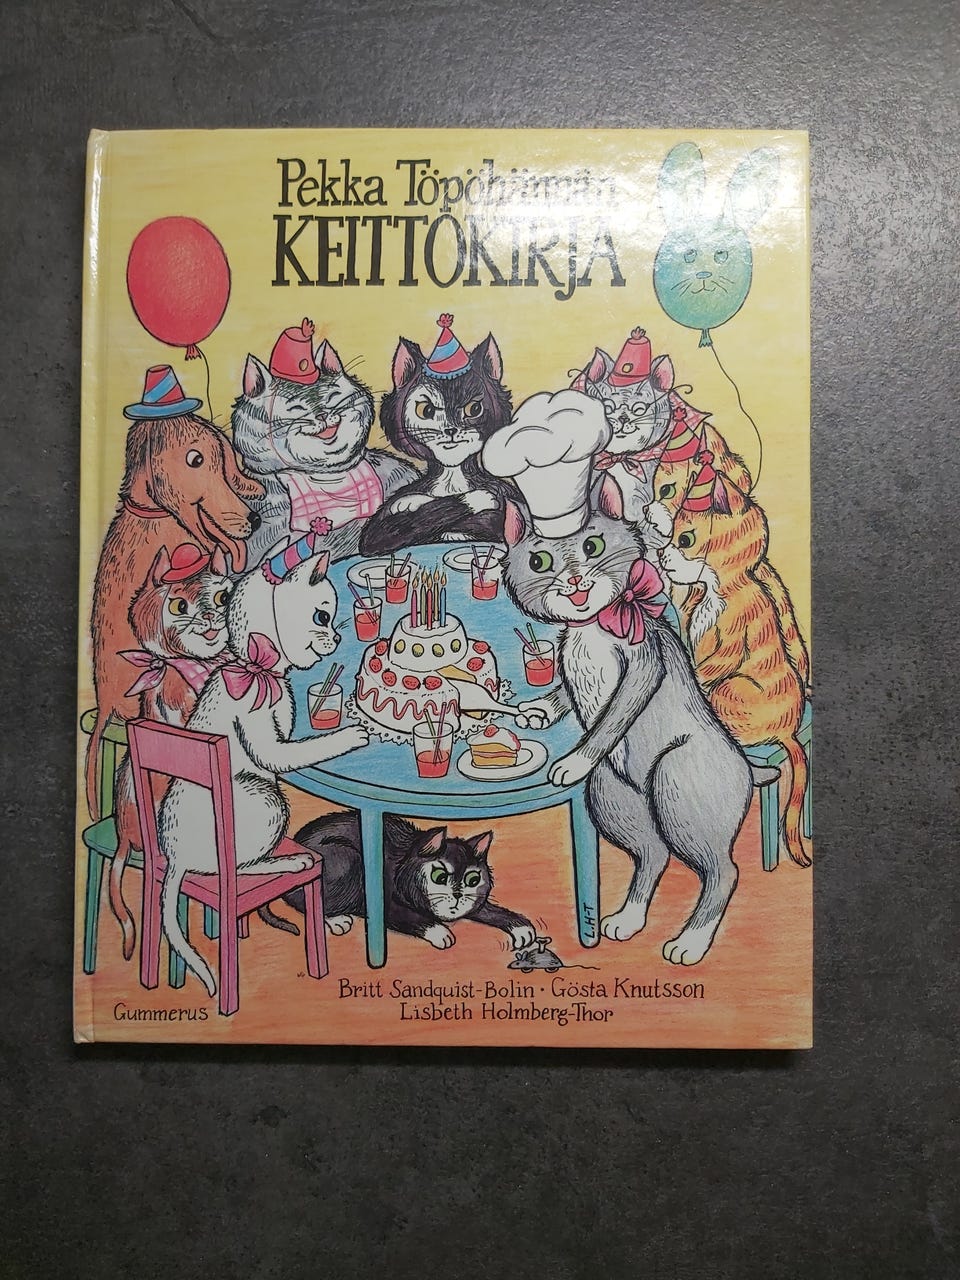 Pekka Töpöhännän
KEITTOKIRJA
L.H-T
Britt Sandquist-Bolin · Gösta Knutsson
Lisbeth Holmberg-Thor
Gummerus